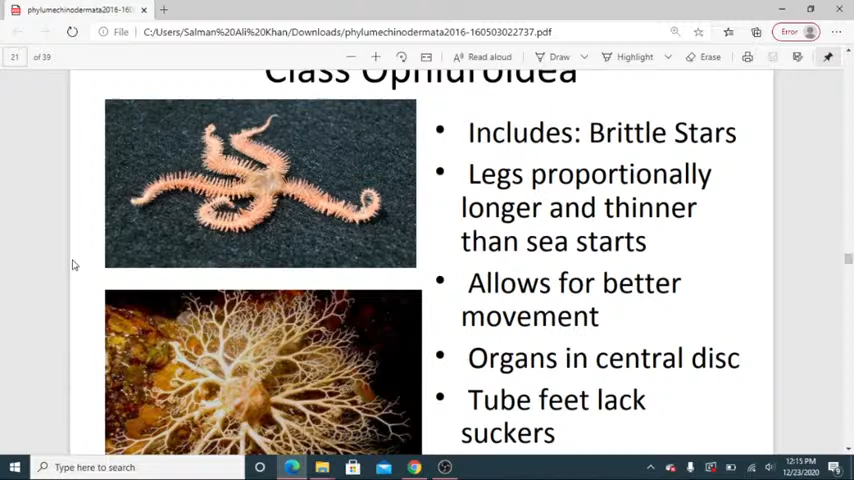 phylumechinodermata2016-160
File
C:/Users/Salman%20Ali%20Khan/Downloads/phylumechinodermata2016-160503022737.pdf
Error
21 of 39
Read aloud
Draw
Highlight
Erase
Class Ophiuroidea
• Includes: Brittle Stars
• Legs proportionally
longer and thinner
than sea starts
• Allows for better
movement
• Organs in central disc
• Tube feet lack
suckers
Type here to search
12:15 PM
12/23/2020